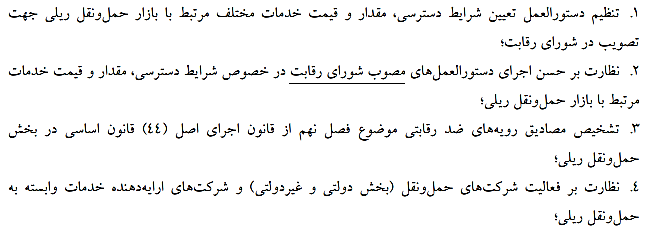 ۱. تنظیم دستورالعمل تعیین شرایط دسترسی، مقدار و قیمت خدمات مختلف مرتبط با بازار حمل‌ونقل ریلی جهت
تصویب در شورای رقابت؛
۲. نظارت بر حسن اجرای دستورالعمل‌های مصوب شورای رقابت در خصوص شرایط دسترسی، مقدار و قیمت خدمات
مرتبط با بازار حمل‌ونقل ریلی؛
۳. تشخیص مصادیق رویه‌های ضد رقابتی موضوع فصل نهم از قانون اجرای اصل (٤٤) قانون اساسی در بخش
حمل‌ونقل ریلی؛
٤. نظارت بر فعالیت شرکت‌های حمل‌ونقل (بخش دولتی و غیردولتی) و شرکت‌های ارایه‌دهنده خدمات وابسته به
حمل‌ونقل ریلی؛